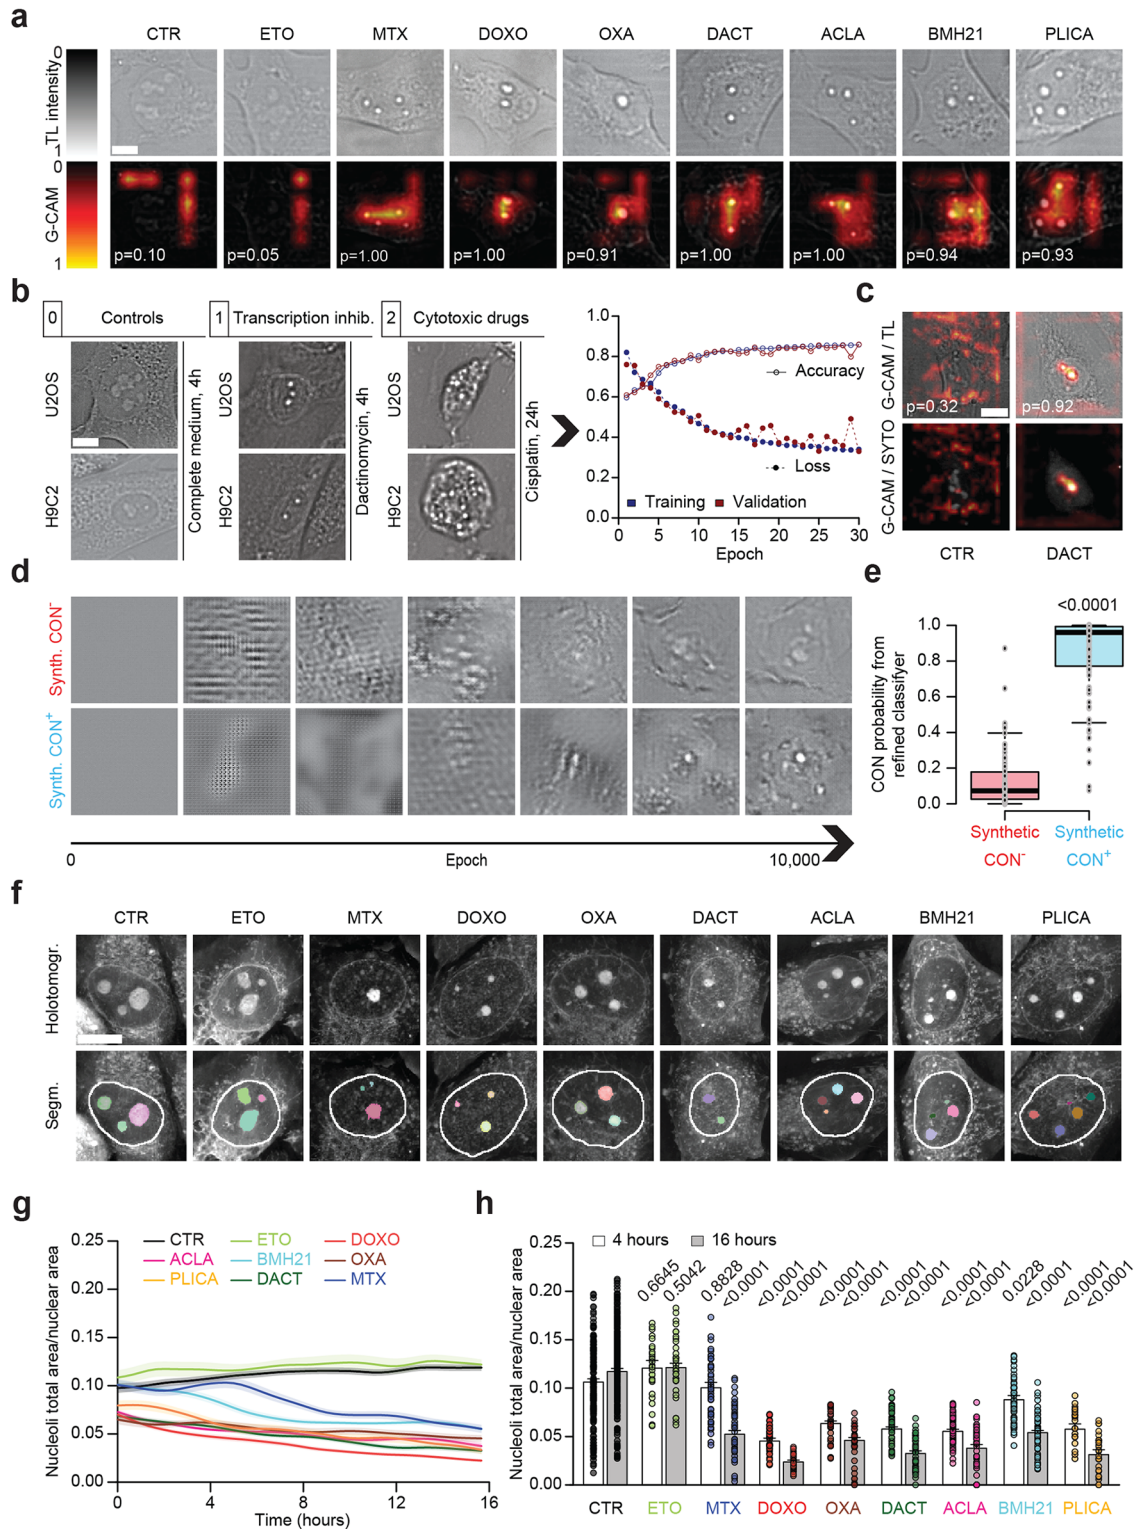 a
CTR ETO MTX DOXO OXA DACT ACLA BMH21 PLICA
0
TL intensity
1
0
G-CAM
1
p=0.10 p=0.05 p=1.00 p=1.00 p=0.91 p=1.00 p=1.00 p=0.94 p=0.93
b
0 Controls
1 Transcription inhib.
2 Cytotoxic drugs
U2OS
H9C2
Complete medium, 4h
U2OS
H9C2
Dactinomycin, 4h
U2OS
H9C2
Cisplatin, 24h
1.0
0.8
0.6
0.4
0.2
0.0
Accuracy
Loss
Training Validation
0 5 10 15 20 25 30
Epoch
c
G-CAM / TL
G-CAM / SYTO
p=0.32 p=0.92
CTR DACT
d
Synth. CON-
Synth. CON+
0 Epoch 10,000
e
<0.0001
CON probability from
refined classifyer
1.0
0.8
0.6
0.4
0.2
0.0
Synthetic
CON-
Synthetic
CON+
f
CTR ETO MTX DOXO OXA DACT ACLA BMH21 PLICA
Holotomogr.
Segm.
g
Nucleoli total area/nuclear area
0.25
0.20
0.15
0.10
0.05
0.00
CTR ETO DOXO
ACLA BMH21 OXA
PLICA DACT MTX
0 4 8 12 16
Time (hours)
h
Nucleoli total area/nuclear area
0.25
0.20
0.15
0.10
0.05
0.00
4 hours 16 hours
0.6645 0.5042 0.8828 <0.0001 <0.0001 <0.0001 <0.0001 <0.0001 <0.0001 <0.0001 <0.0001 <0.0001 0.0228 <0.0001 <0.0001 <0.0001
CTR ETO MTX DOXO OXA DACT ACLA BMH21 PLICA